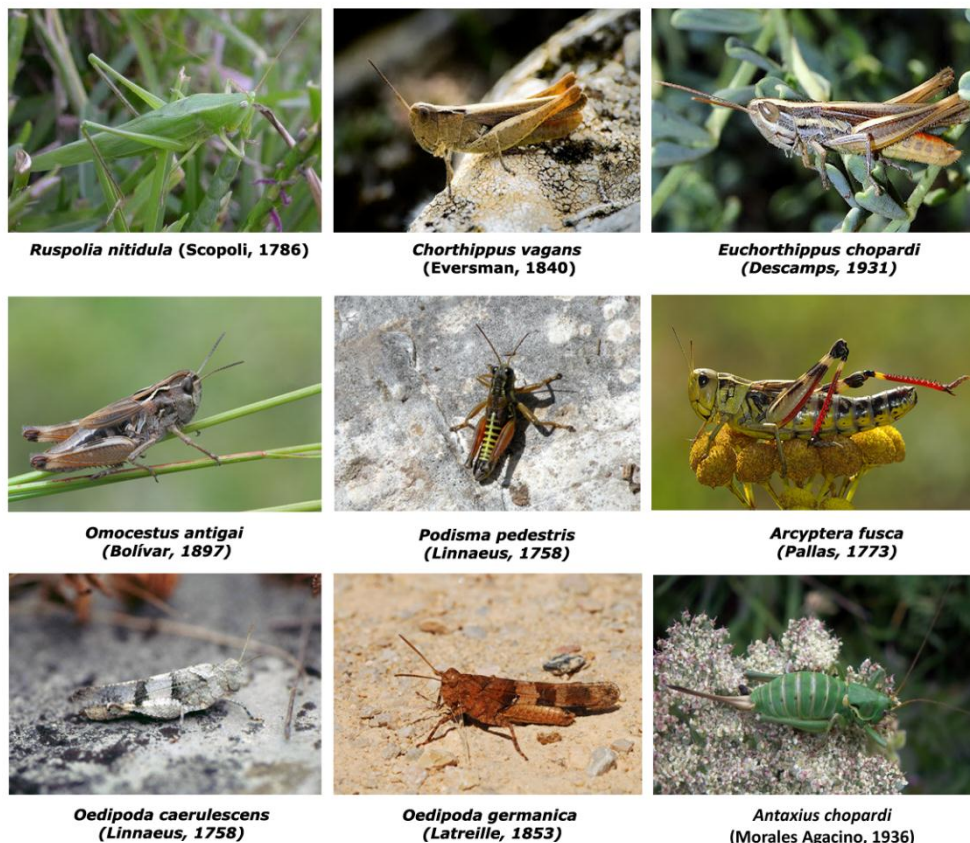 Ruspolia nitidula (Scopoli, 1786)
Chorthippus vagans
(Eversman, 1840)
Euchorthippus chopardi
(Descamps, 1931)
Omocestus antigai
(Bolívar, 1897)
Podisma pedestris
(Linnaeus, 1758)
Arcyptera fusca
(Pallas, 1773)
Oedipoda caerulescens
(Linnaeus, 1758)
Oedipoda germanica
(Latreille, 1853)
Antaxius chopardi
(Morales Agacino, 1936)